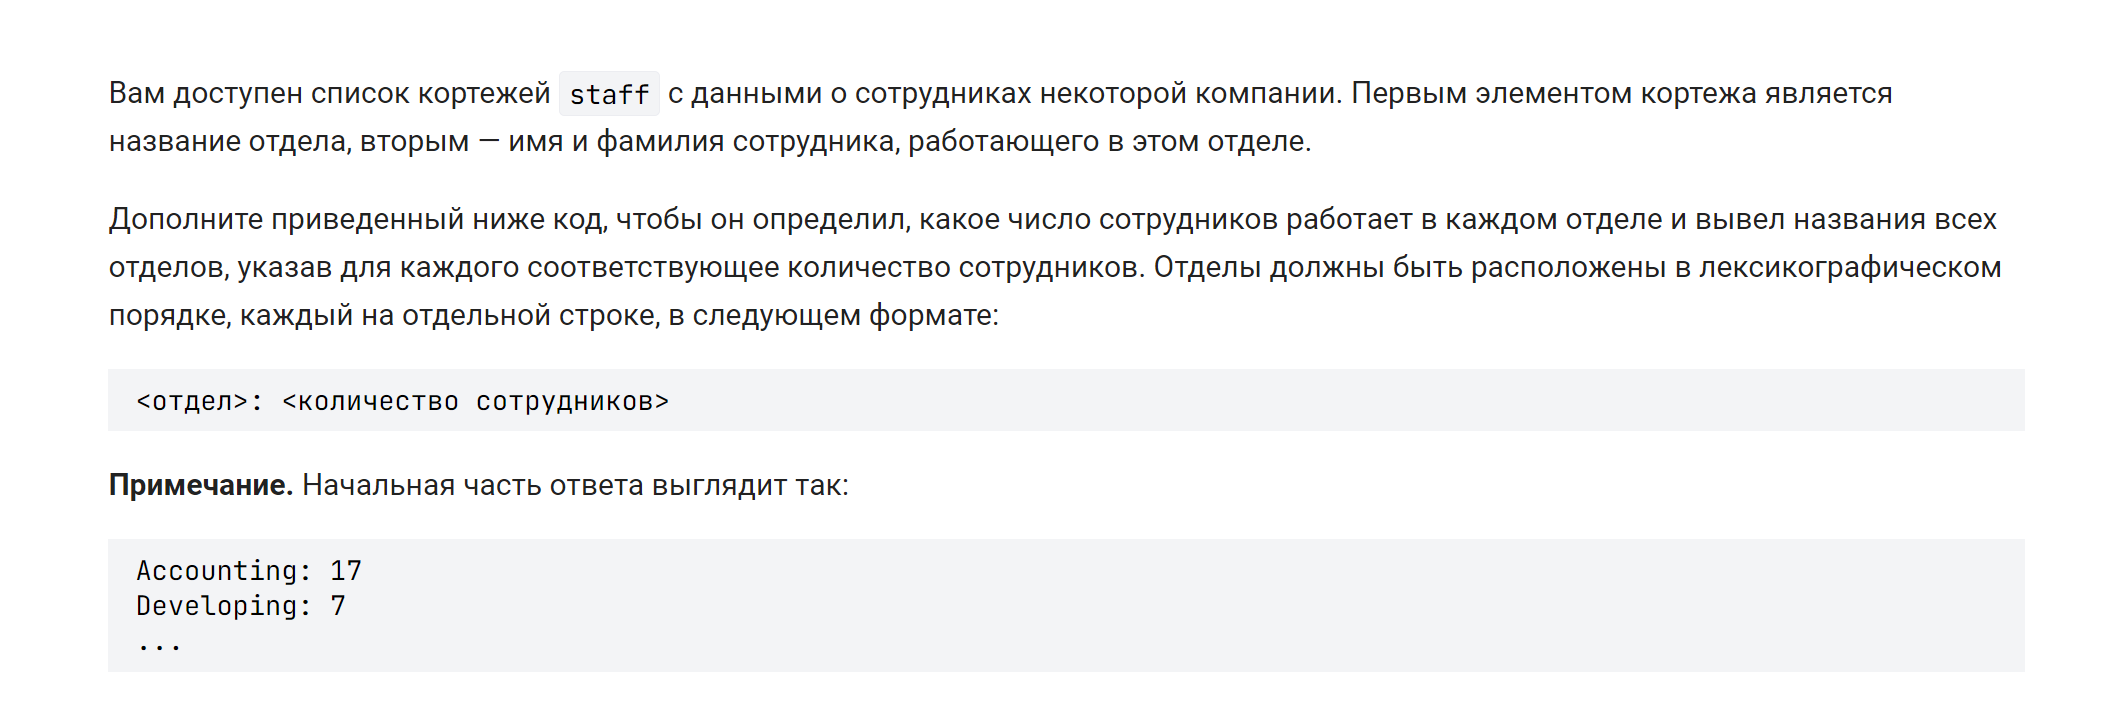 Вам доступен список кортежей staff с данными о сотрудниках некоторой компании. Первым элементом кортежа является
название отдела, вторым — имя и фамилия сотрудника, работающего в этом отделе.
Дополните приведенный ниже код, чтобы он определил, какое число сотрудников работает в каждом отделе и вывел названия всех
отделов, указав для каждого соответствующее количество сотрудников. Отделы должны быть расположены в лексикографическом
порядке, каждый на отдельной строке, в следующем формате:
<отдел>: <количество сотрудников>
Примечание. Начальная часть ответа выглядит так:
Accounting: 17
Developing: 7
...